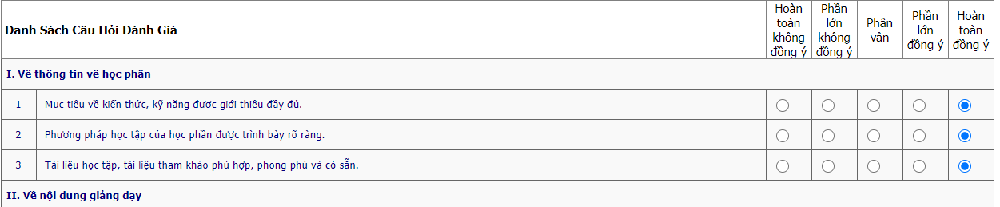 Danh Sách Câu Hỏi Đánh Giá
Hoàn
toàn
không
đồng ý
Phần
lớn
không
đồng ý
Phân
vân
Phần
lớn
đồng ý
Hoàn
toàn
đồng ý
I. Về thông tin về học phần
1 Mục tiêu về kiến thức, kỹ năng được giới thiệu đầy đủ.
2 Phương pháp học tập của học phần được trình bày rõ ràng.
3 Tài liệu học tập, tài liệu tham khảo phù hợp, phong phú và có sẵn.
II. Về nội dung giảng dạy